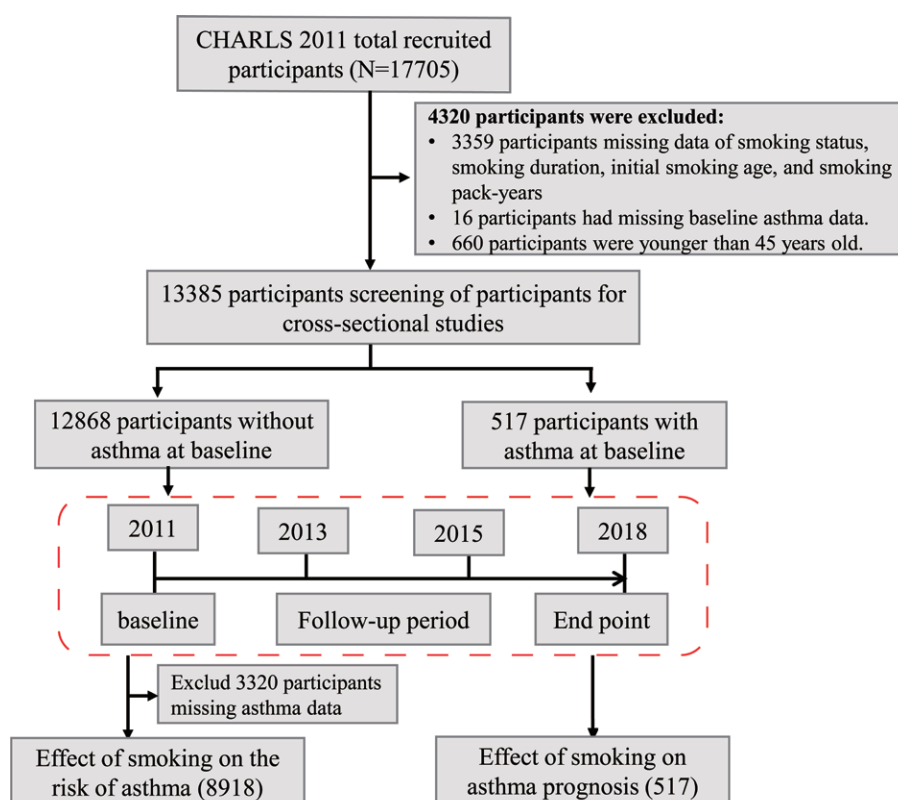 CHARLS 2011 total recruited
participants (N=17705)
4320 participants were excluded:
• 3359 participants missing data of smoking status,
smoking duration, initial smoking age, and smoking
pack-years
• 16 participants had missing baseline asthma data.
• 660 participants were younger than 45 years old.
13385 participants screening of participants for
cross-sectional studies
12868 participants without
asthma at baseline
517 participants with
asthma at baseline
2011
2013
2015
2018
baseline
Follow-up period
End point
Exclud 3320 participants
missing asthma data
Effect of smoking on the
risk of asthma (8918)
Effect of smoking on
asthma prognosis (517)